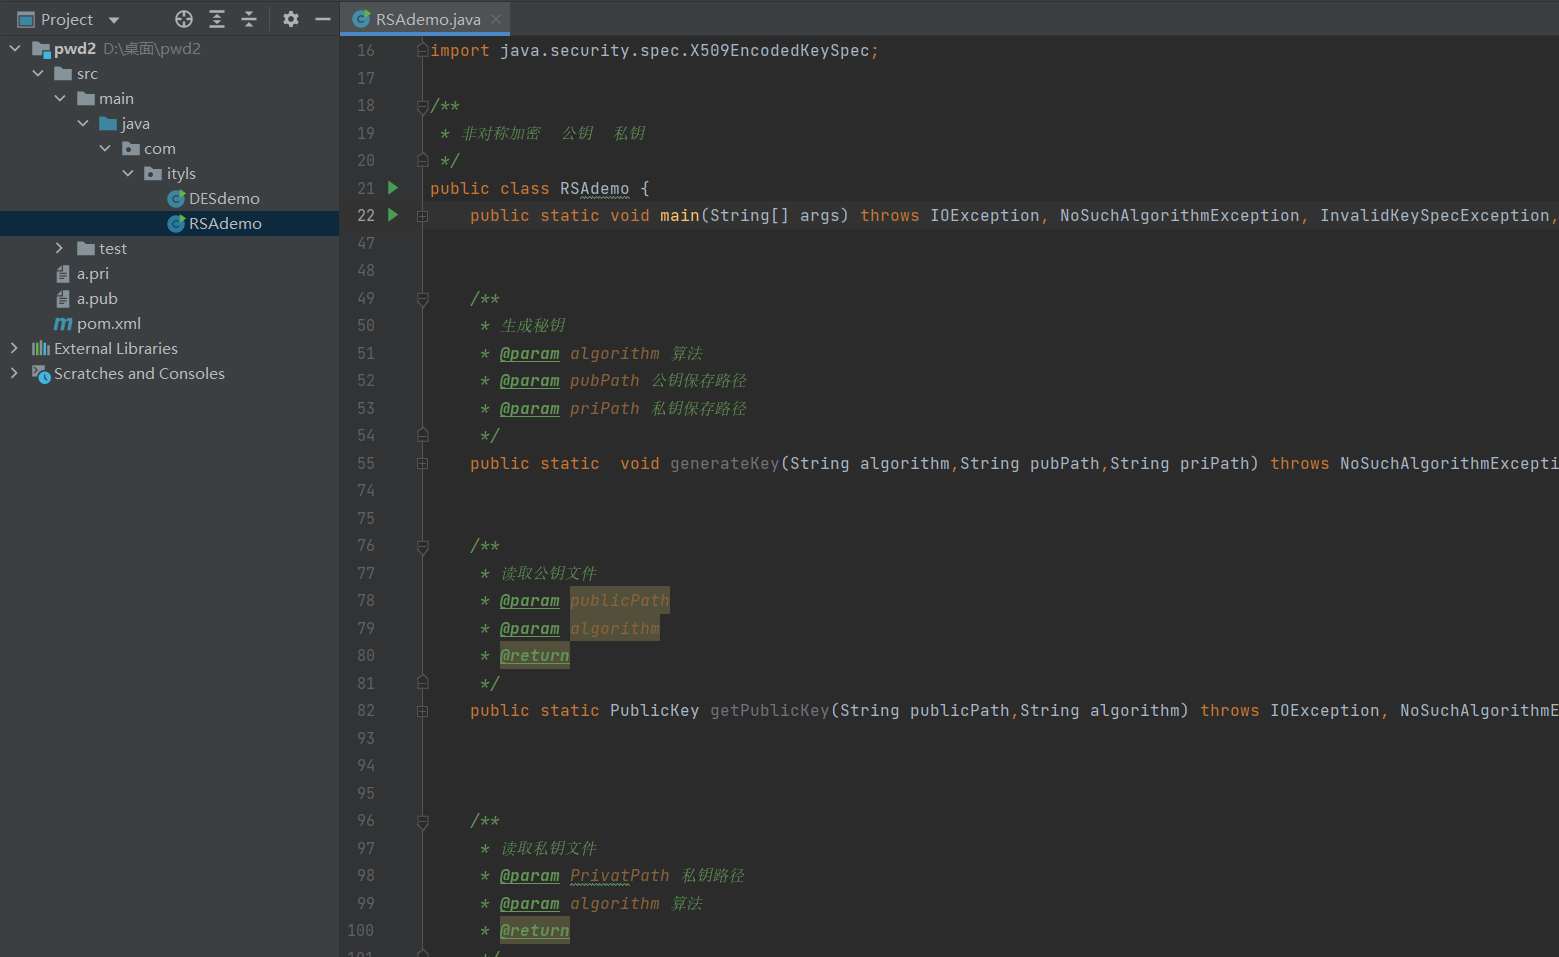 Project
pwd2 D:\桌面\pwd2
src
main
java
com
ityls
DESdemo
RSAdemo
test
a.pri
a.pub
pom.xml
External Libraries
Scratches and Consoles
RSAdemo.java
16 import java.security.spec.X509EncodedKeySpec;
17
18 /**
19 * 非对称加密 公钥 私钥
20 */
21 public class RSAdemo {
22 public static void main(String[] args) throws IOException, NoSuchAlgorithmException, InvalidKeySpecException,
47
48
49 /**
50 * 生成秘钥
51 * @param algorithm 算法
52 * @param pubPath 公钥保存路径
53 * @param priPath 私钥保存路径
54 */
55 public static void generateKey(String algorithm,String pubPath,String priPath) throws NoSuchAlgorithmExcepti
74
75
76 /**
77 * 读取公钥文件
78 * @param publicPath
79 * @param algorithm
80 * @return
81 */
82 public static PublicKey getPublicKey(String publicPath,String algorithm) throws IOException, NoSuchAlgorithmE
93
94
95
96 /**
97 * 读取私钥文件
98 * @param PrivatPath 私钥路径
99 * @param algorithm 算法
100 * @return
101 */